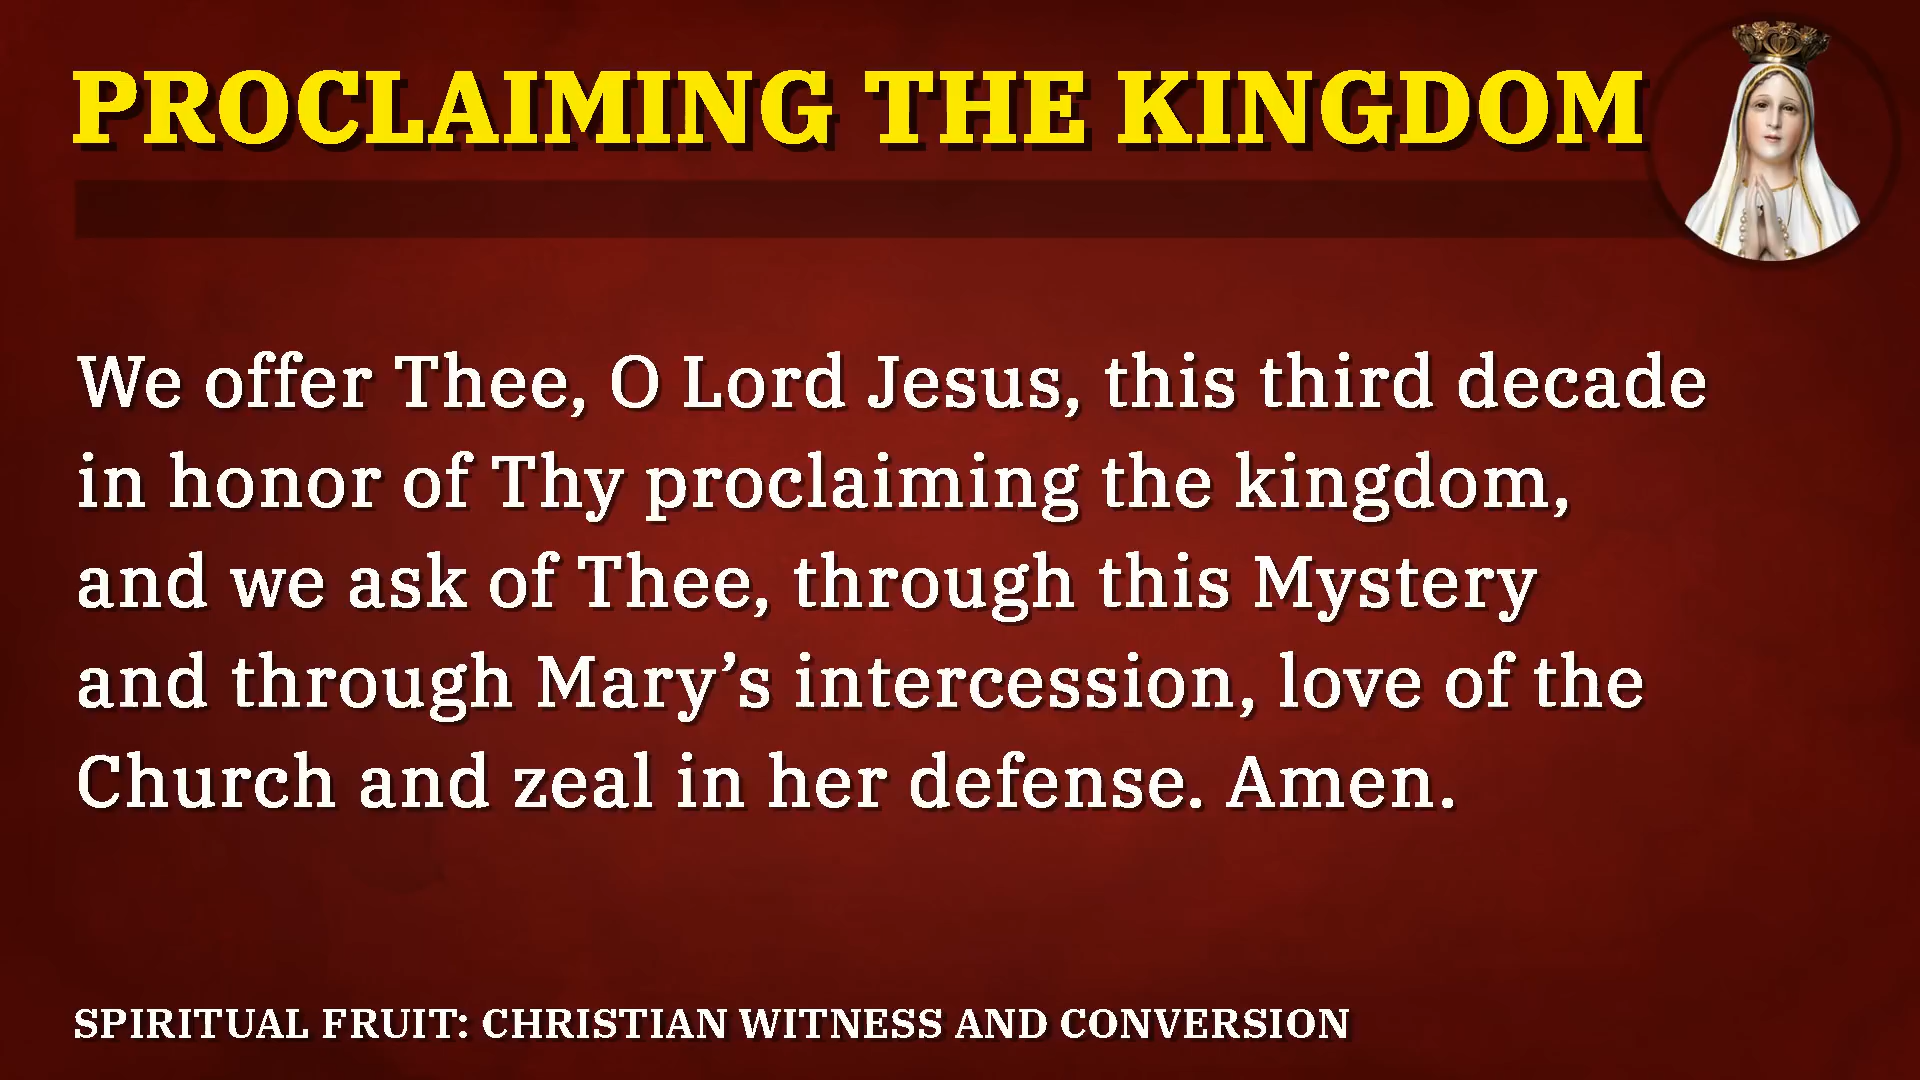 PROCLAIMING THE KINGDOM
We offer Thee, O Lord Jesus, this third decade
in honor of Thy proclaiming the kingdom,
and we ask of Thee, through this Mystery
and through Mary’s intercession, love of the
Church and zeal in her defense. Amen.
SPIRITUAL FRUIT: CHRISTIAN WITNESS AND CONVERSION